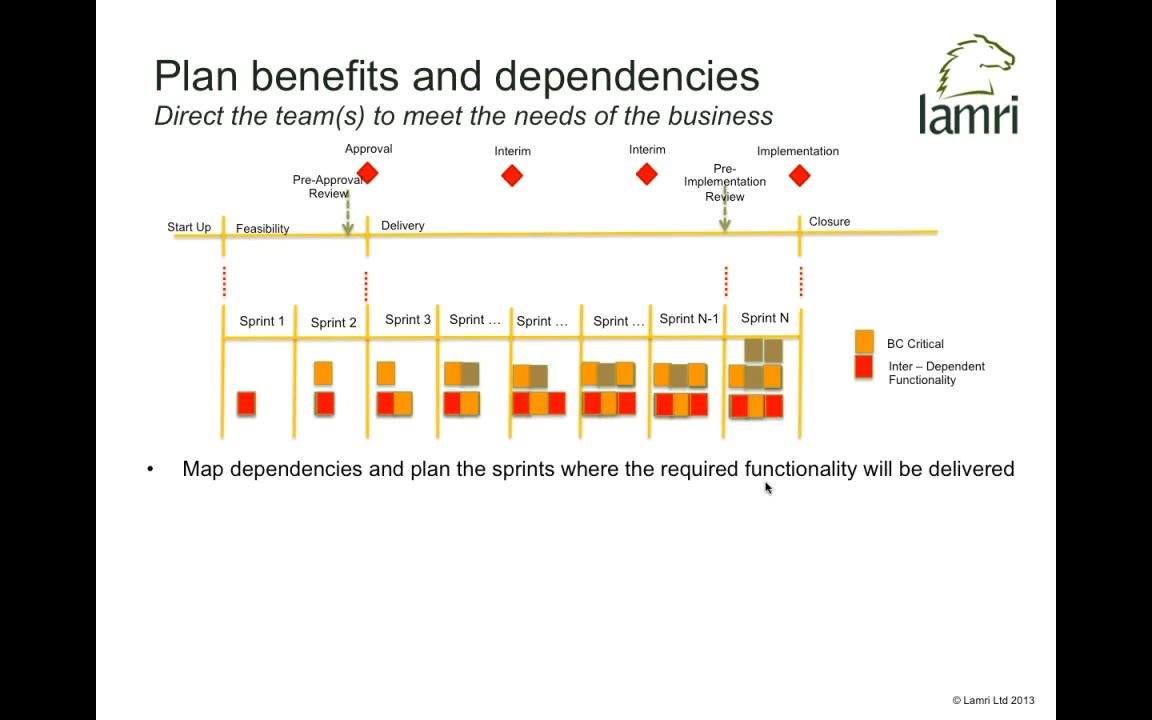 Plan benefits and dependencies
Direct the team(s) to meet the needs of the business
lamri
Approval
Interim
Interim
Implementation
Pre-Approval
Review
Pre-
Implementation
Review
Start Up
Feasibility
Delivery
Closure
Sprint 1
Sprint 2
Sprint 3
Sprint …
Sprint …
Sprint …
Sprint N-1
Sprint N
BC Critical
Inter – Dependent
Functionality
• Map dependencies and plan the sprints where the required functionality will be delivered
© Lamri Ltd 2013